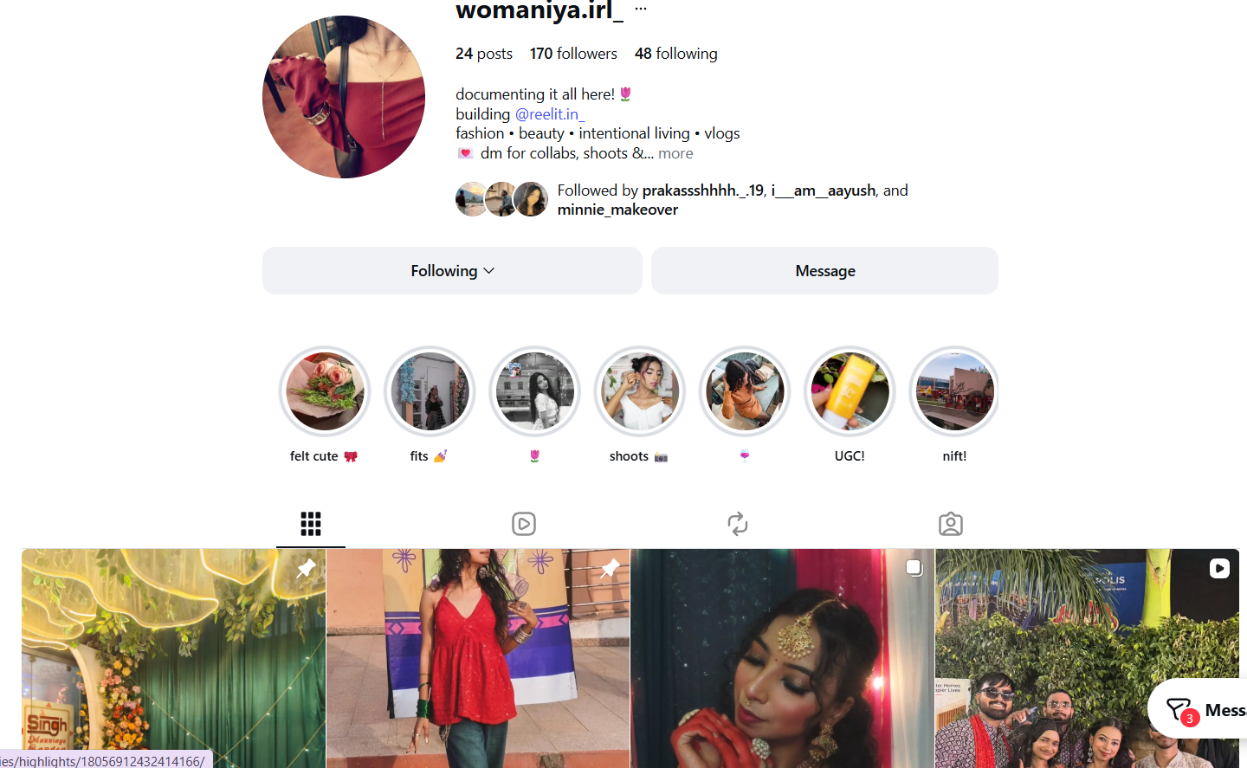 womaniya.irl_ ...
24 posts 170 followers 48 following
documenting it all here! 🌷
building @reelit.in_
fashion • beauty • intentional living • vlogs
💌 dm for collabs, shoots &... more
Followed by prakassshhhh._.19, i___am__aayush, and
minnie_makeover
Following
Message
felt cute 🎀
fits 💅
🌷
shoots 📸
🍷
UGC!
nift!
Singh
OLIS
3
Mess
ies/highlights/18056912432414166/